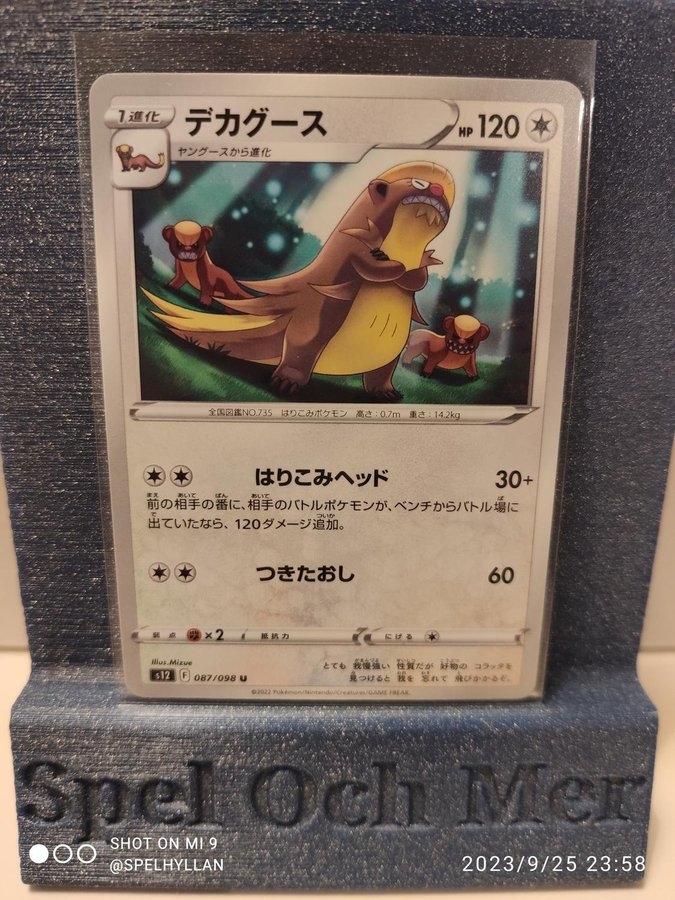 1進化
デカグース
HP 120
ヤングースから進化
全国図鑑NO.735 はりこみポケモン 高さ:0.7m 重さ:14.2kg
はりこみヘッド 30+
前の相手の番に、相手のバトルポケモンが、ベンチからバトル場に
出ていたなら、120ダメージ追加。
つきたおし 60
弱点 ×2 抵抗力 にげる
Illus. Mizue
s12 F 087/098 U
とても 我慢強い 性質だが 好物の コラッタを
見つけると 我を 忘れて 飛びかかるぞ。
©2022 Pokémon/Nintendo/Creatures/GAME FREAK.
Spel Och Mer
SHOT ON MI 9
@SPELHYLLAN
2023/9/25 23:58